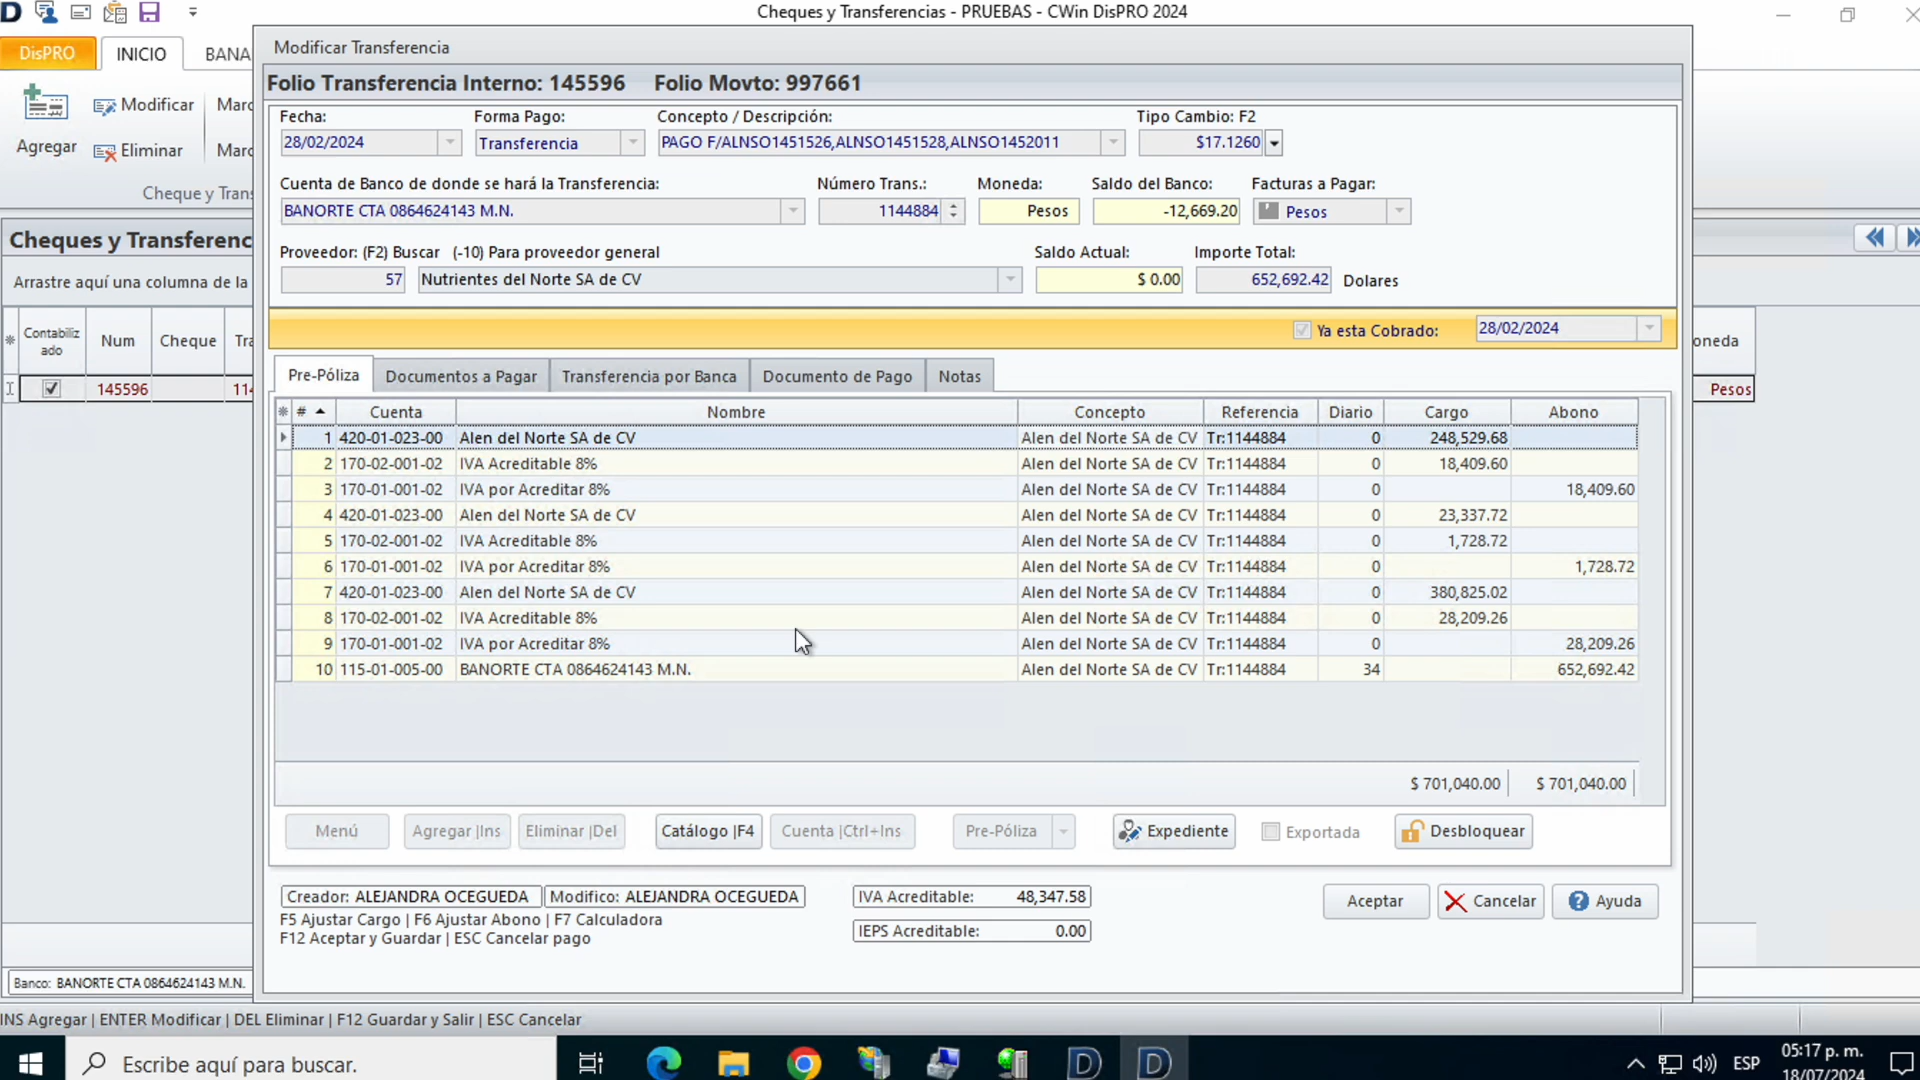 Cheques y Transferencias - PRUEBAS - CWin DisPRO 2024
DisPRO INICIO BANA
Modificar Transferencia
Agregar Modificar Marc
Eliminar Marc
Cheque y Trans
Folio Transferencia Interno: 145596 Folio Movto: 997661
Fecha: Forma Pago: Concepto / Descripción: Tipo Cambio: F2
28/02/2024 Transferencia PAGO F/ALNSO1451526,ALNSO1451528,ALNSO1452011 $17.1260
Cuenta de Banco de donde se hará la Transferencia: Número Trans.: Moneda: Saldo del Banco: Facturas a Pagar:
BANORTE CTA 0864624143 M.N. 1144884 Pesos -12,669.20 Pesos
Proveedor: (F2) Buscar (-10) Para proveedor general Saldo Actual: Importe Total:
57 Nutrientes del Norte SA de CV $ 0.00 652,692.42 Dolares
Ya esta Cobrado: 28/02/2024
Cheques y Transferenc
Arrastre aquí una columna de la
Contabiliz
ado Num Cheque Tra oneda
145596 114 Pesos
Pre-Póliza Documentos a Pagar Transferencia por Banca Documento de Pago Notas
# Cuenta Nombre Concepto Referencia Diario Cargo Abono
1 420-01-023-00 Alen del Norte SA de CV Alen del Norte SA de CV Tr:1144884 0 248,529.68
2 170-02-001-02 IVA Acreditable 8% Alen del Norte SA de CV Tr:1144884 0 18,409.60
3 170-01-001-02 IVA por Acreditar 8% Alen del Norte SA de CV Tr:1144884 0 18,409.60
4 420-01-023-00 Alen del Norte SA de CV Alen del Norte SA de CV Tr:1144884 0 23,337.72
5 170-02-001-02 IVA Acreditable 8% Alen del Norte SA de CV Tr:1144884 0 1,728.72
6 170-01-001-02 IVA por Acreditar 8% Alen del Norte SA de CV Tr:1144884 0 1,728.72
7 420-01-023-00 Alen del Norte SA de CV Alen del Norte SA de CV Tr:1144884 0 380,825.02
8 170-02-001-02 IVA Acreditable 8% Alen del Norte SA de CV Tr:1144884 0 28,209.26
9 170-01-001-02 IVA por Acreditar 8% Alen del Norte SA de CV Tr:1144884 0 28,209.26
10 115-01-005-00 BANORTE CTA 0864624143 M.N. Alen del Norte SA de CV Tr:1144884 34 652,692.42
$ 701,040.00 $ 701,040.00
Menú Agregar |Ins Eliminar |Del Catálogo |F4 Cuenta |Ctrl+Ins Pre-Póliza Expediente Exportada Desbloquear
Creador: ALEJANDRA OCEGUEDA Modifico: ALEJANDRA OCEGUEDA IVA Acreditable: 48,347.58 Aceptar Cancelar Ayuda
F5 Ajustar Cargo | F6 Ajustar Abono | F7 Calculadora
F12 Aceptar y Guardar | ESC Cancelar pago IEPS Acreditable: 0.00
Banco: BANORTE CTA 0864624143 M.N.
INS Agregar | ENTER Modificar | DEL Eliminar | F12 Guardar y Salir | ESC Cancelar
Escribe aquí para buscar. ESP 05:17 p. m.
18/07/2024